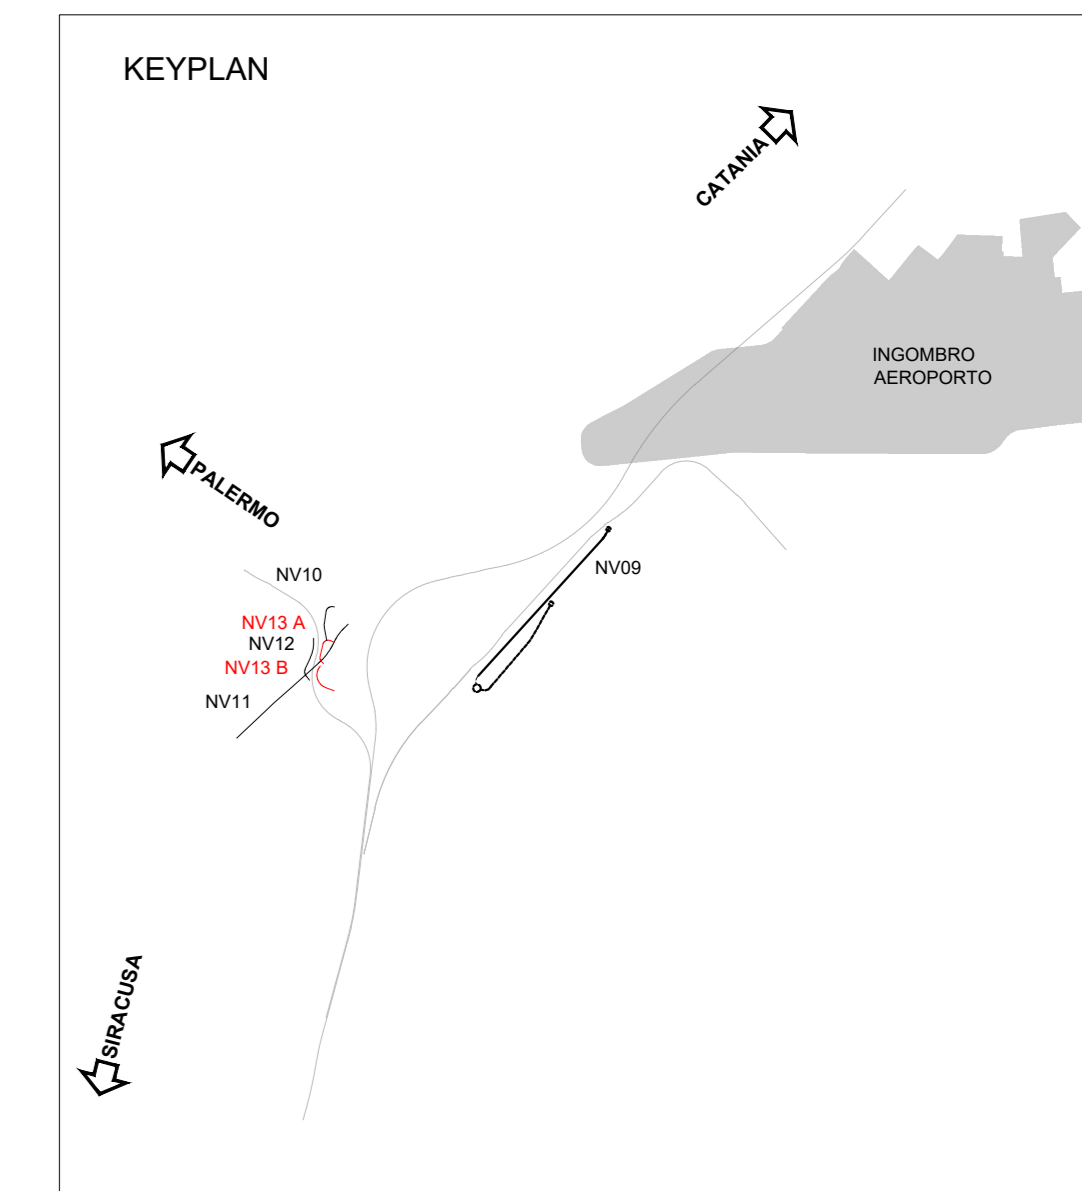 KEYPLAN
CATANIA
INGOMBRO
AEROPORTO
PALERMO
NV09
NV10
NV13 A
NV12
NV13 B
NV11
SIRACUSA